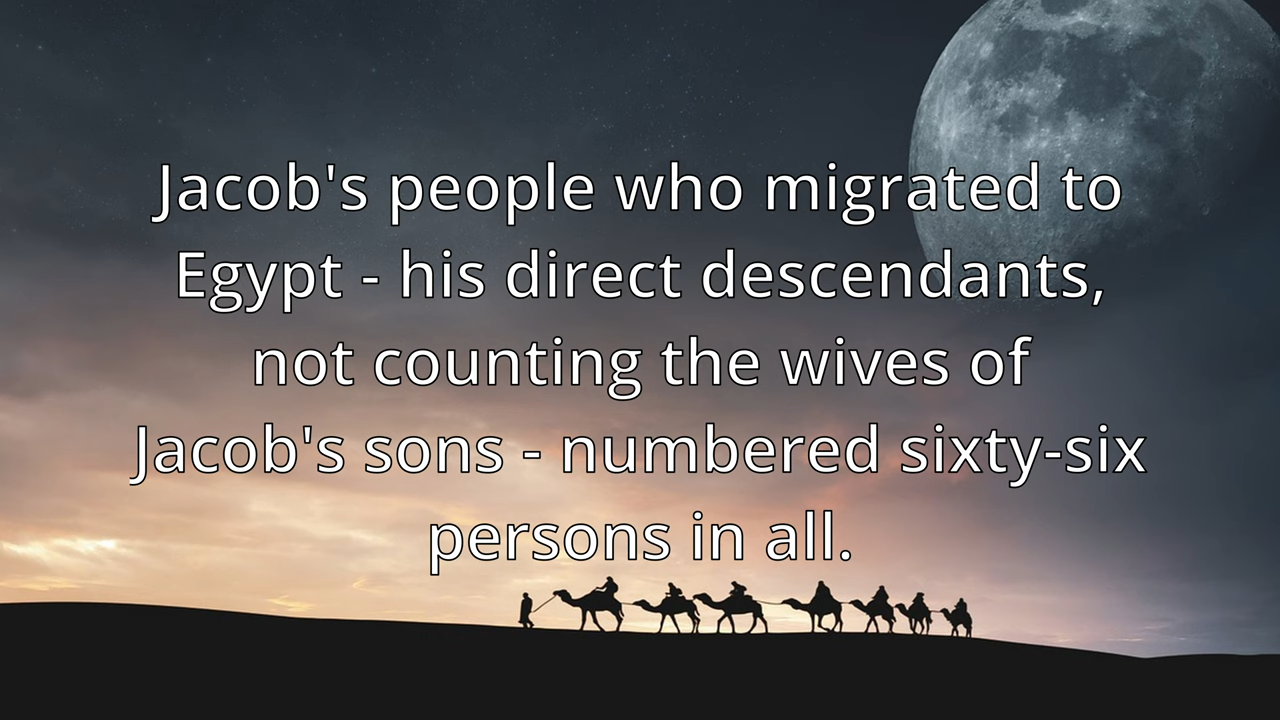 Jacob's people who migrated to
Egypt - his direct descendants,
not counting the wives of
Jacob's sons - numbered sixty-six
persons in all.